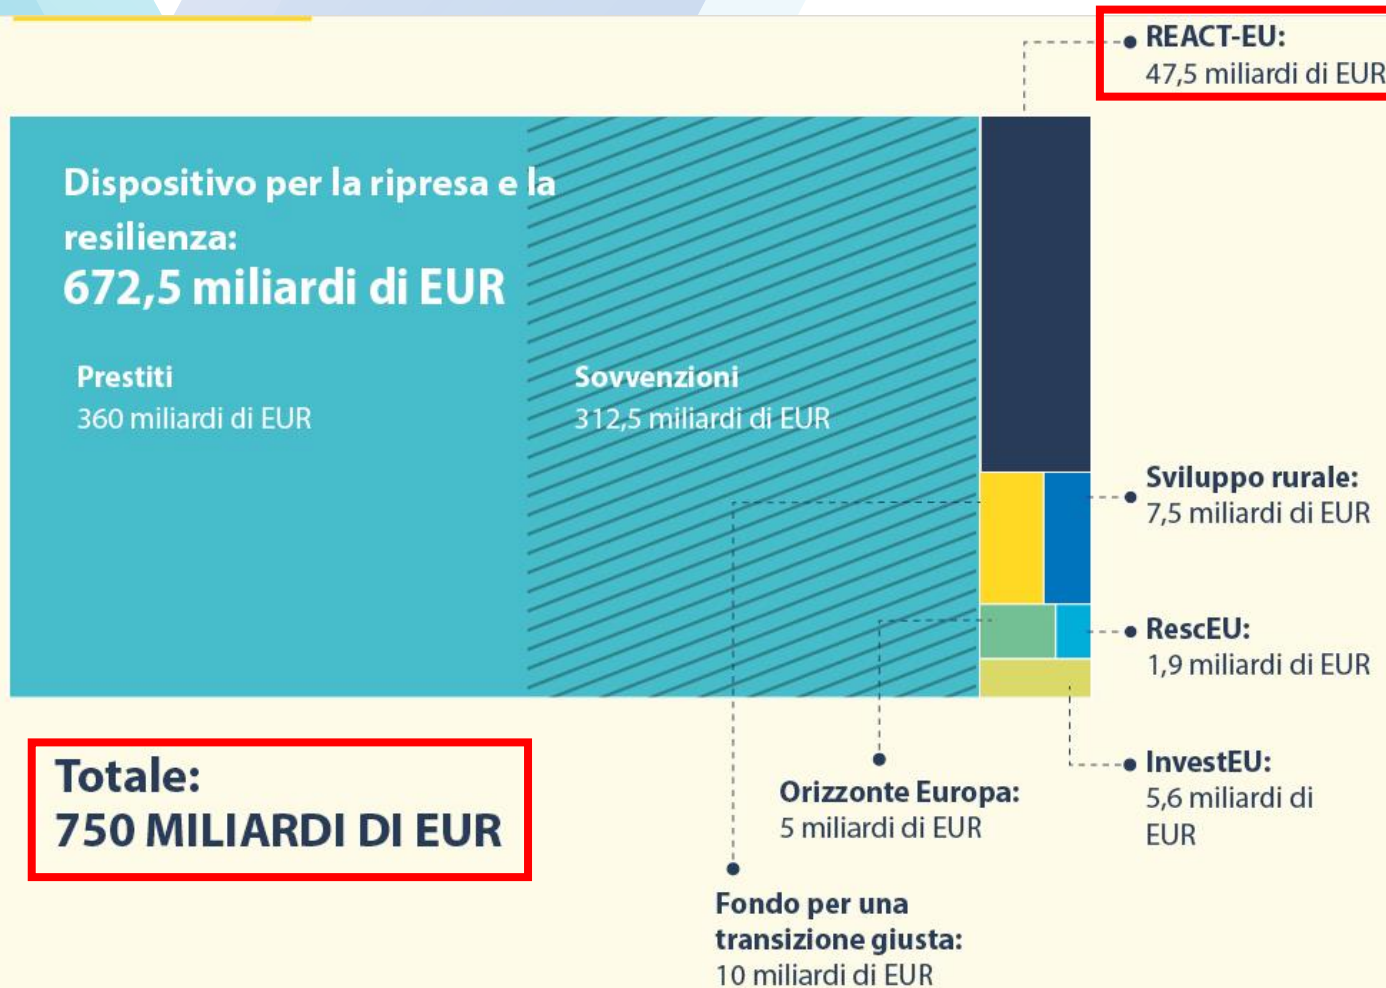 REACT-EU:
47,5 miliardi di EUR
Dispositivo per la ripresa e la
resilienza:
672,5 miliardi di EUR
Prestiti
360 miliardi di EUR
Sovvenzioni
312,5 miliardi di EUR
Sviluppo rurale:
7,5 miliardi di EUR
RescEU:
1,9 miliardi di EUR
InvestEU:
5,6 miliardi di
EUR
Orizzonte Europa:
5 miliardi di EUR
Fondo per una
transizione giusta:
10 miliardi di EUR
Totale:
750 MILIARDI DI EUR